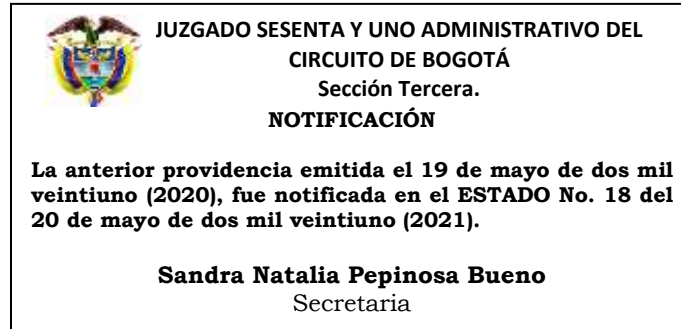 JUZGADO SESENTA Y UNO ADMINISTRATIVO DEL
CIRCUITO DE BOGOTÁ
Sección Tercera.
NOTIFICACIÓN
La anterior providencia emitida el 19 de mayo de dos mil
veintiuno (2020), fue notificada en el ESTADO No. 18 del
20 de mayo de dos mil veintiuno (2021).
Sandra Natalia Pepinosa Bueno
Secretaria